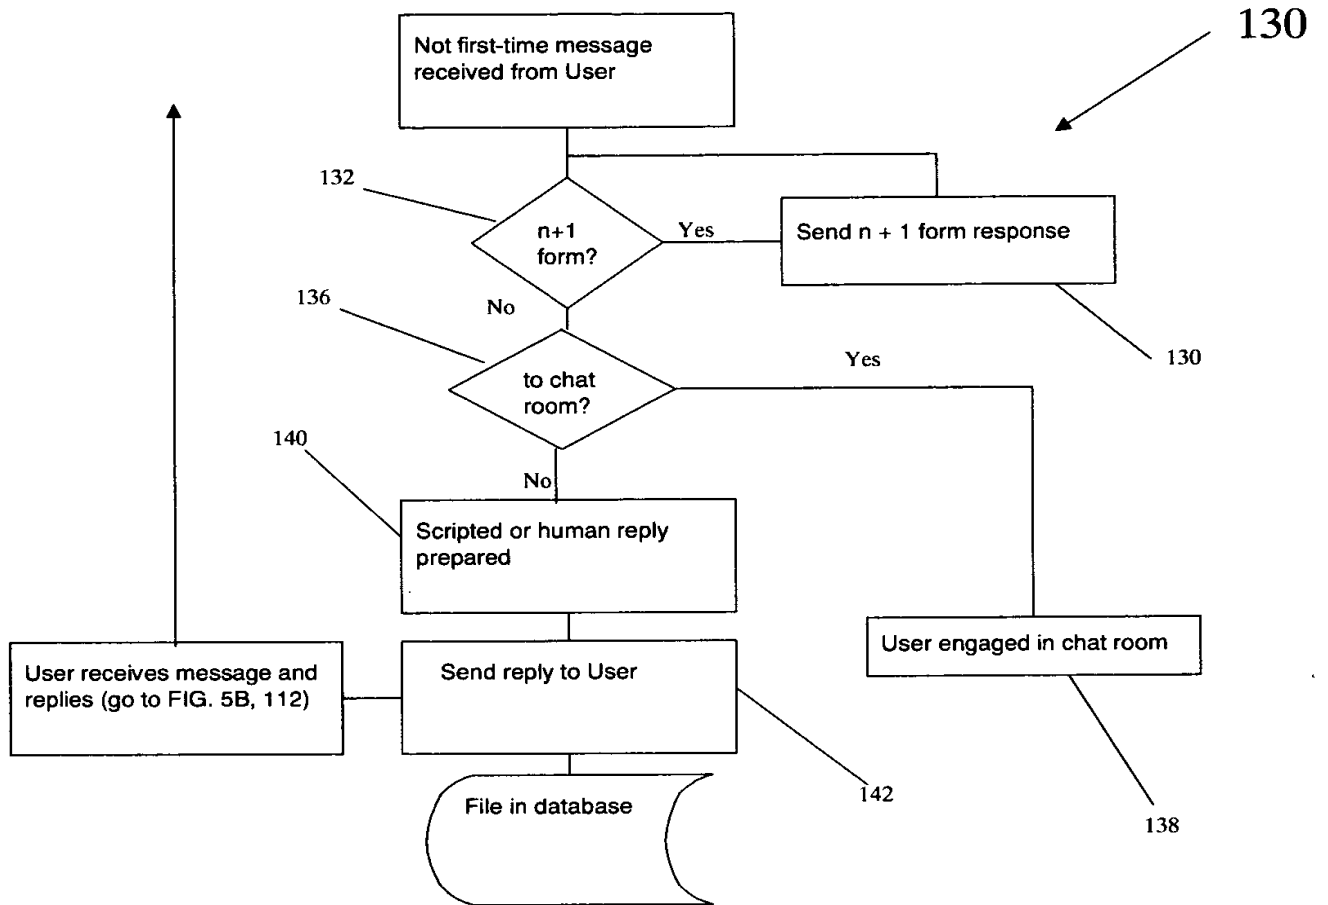 130
Not first-time message
received from User
132
n+1
form?
Yes
Send n + 1 form response
130
No
136
to chat
room?
Yes
140
No
Scripted or human reply
prepared
User engaged in chat room
User receives message and
replies (go to FIG. 5B, 112)
Send reply to User
142
138
File in database